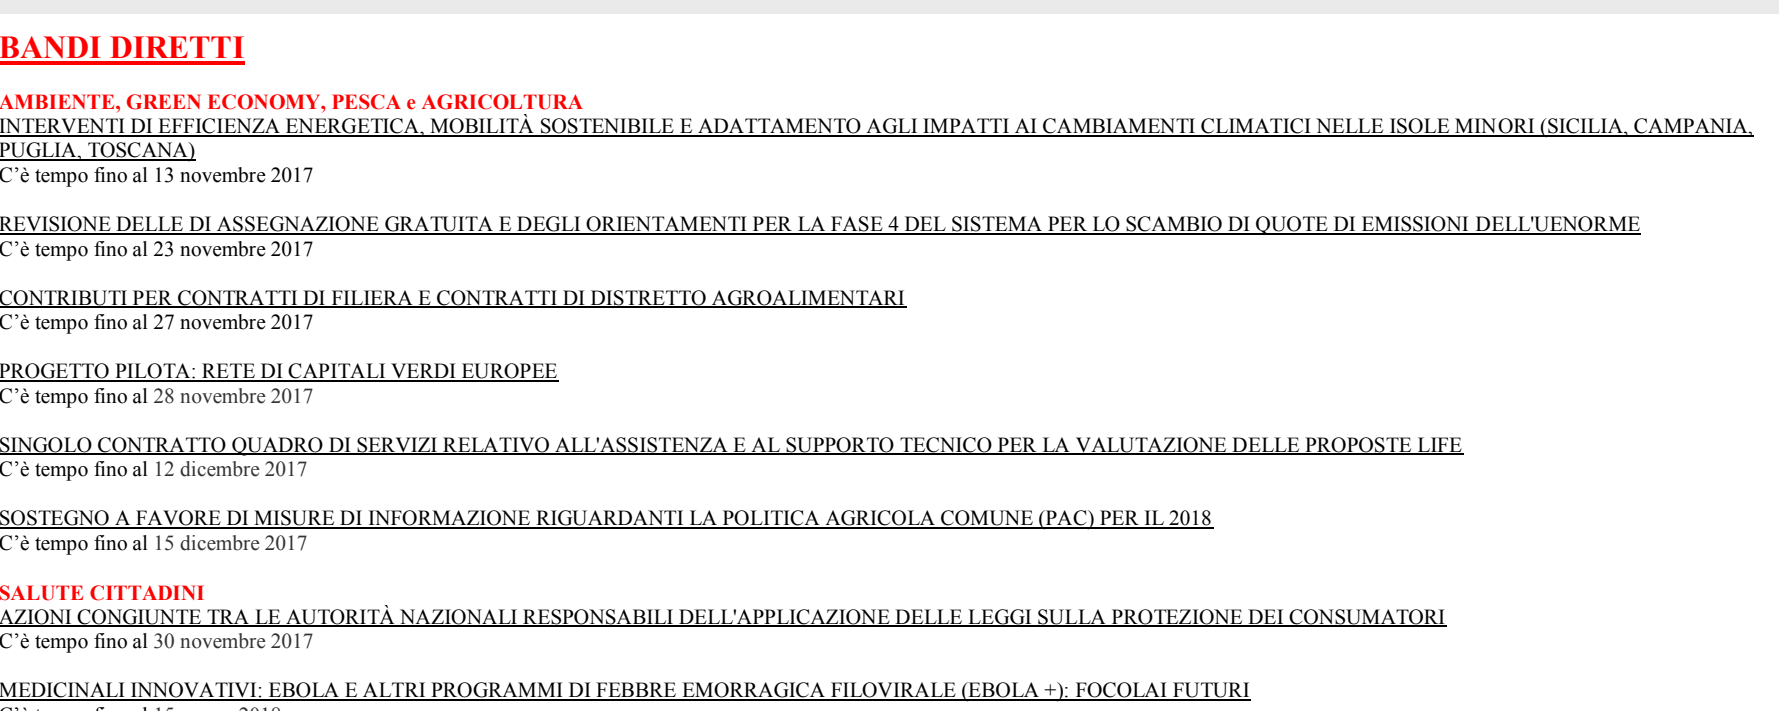 BANDI DIRETTI
AMBIENTE, GREEN ECONOMY, PESCA e AGRICOLTURA
INTERVENTI DI EFFICIENZA ENERGETICA, MOBILITÀ SOSTENIBILE E ADATTAMENTO AGLI IMPATTI AI CAMBIAMENTI CLIMATICI NELLE ISOLE MINORI (SICILIA, CAMPANIA,
PUGLIA, TOSCANA)
C'è tempo fino al 13 novembre 2017
REVISIONE DELLE DI ASSEGNAZIONE GRATUITA E DEGLI ORIENTAMENTI PER LA FASE 4 DEL SISTEMA PER LO SCAMBIO DI QUOTE DI EMISSIONI DELL'UENORME
C'è tempo fino al 23 novembre 2017
CONTRIBUTI PER CONTRATTI DI FILIERA E CONTRATTI DI DISTRETTO AGROALIMENTARI
C'è tempo fino al 27 novembre 2017
PROGETTO PILOTA: RETE DI CAPITALI VERDI EUROPEE
C'è tempo fino al 28 novembre 2017
SINGOLO CONTRATTO QUADRO DI SERVIZI RELATIVO ALL'ASSISTENZA E AL SUPPORTO TECNICO PER LA VALUTAZIONE DELLE PROPOSTE LIFE
C'è tempo fino al 12 dicembre 2017
SOSTEGNO A FAVORE DI MISURE DI INFORMAZIONE RIGUARDANTI LA POLITICA AGRICOLA COMUNE (PAC) PER IL 2018
C'è tempo fino al 15 dicembre 2017
SALUTE CITTADINI
AZIONI CONGIUNTE TRA LE AUTORITÀ NAZIONALI RESPONSABILI DELL'APPLICAZIONE DELLE LEGGI SULLA PROTEZIONE DEI CONSUMATORI
C'è tempo fino al 30 novembre 2017
MEDICINALI INNOVATIVI: EBOLA E ALTRI PROGRAMMI DI FEBBRE EMORRAGICA FILOVIRALE (EBOLA +): FOCOLAI FUTURI
C'è tempo fino al 15